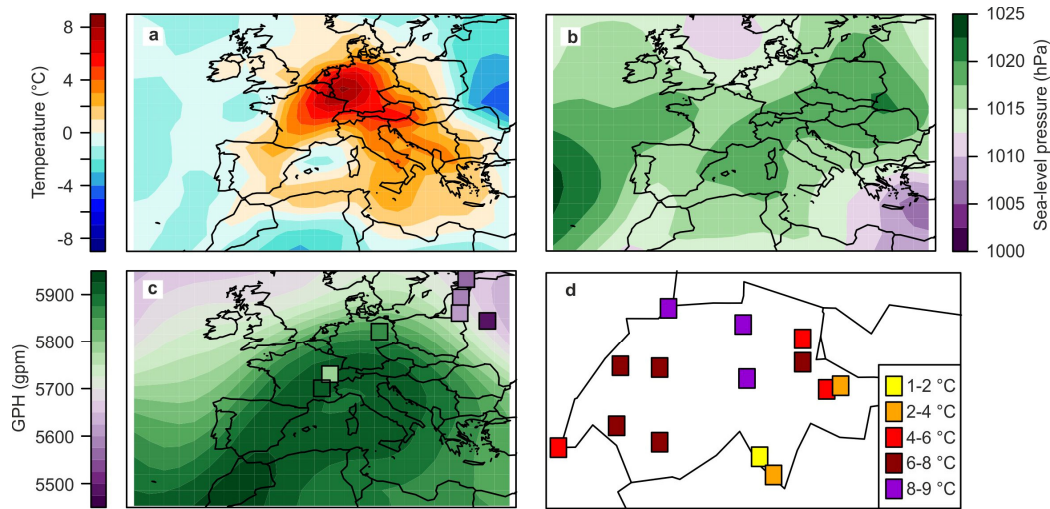 a
Temperature (°C)
8
4
0
-4
-8
b
Sea-level pressure (hPa)
1025
1020
1015
1010
1005
1000
c
GPH (gpm)
5900
5800
5700
5600
5500
d
1-2 °C
2-4 °C
4-6 °C
6-8 °C
8-9 °C